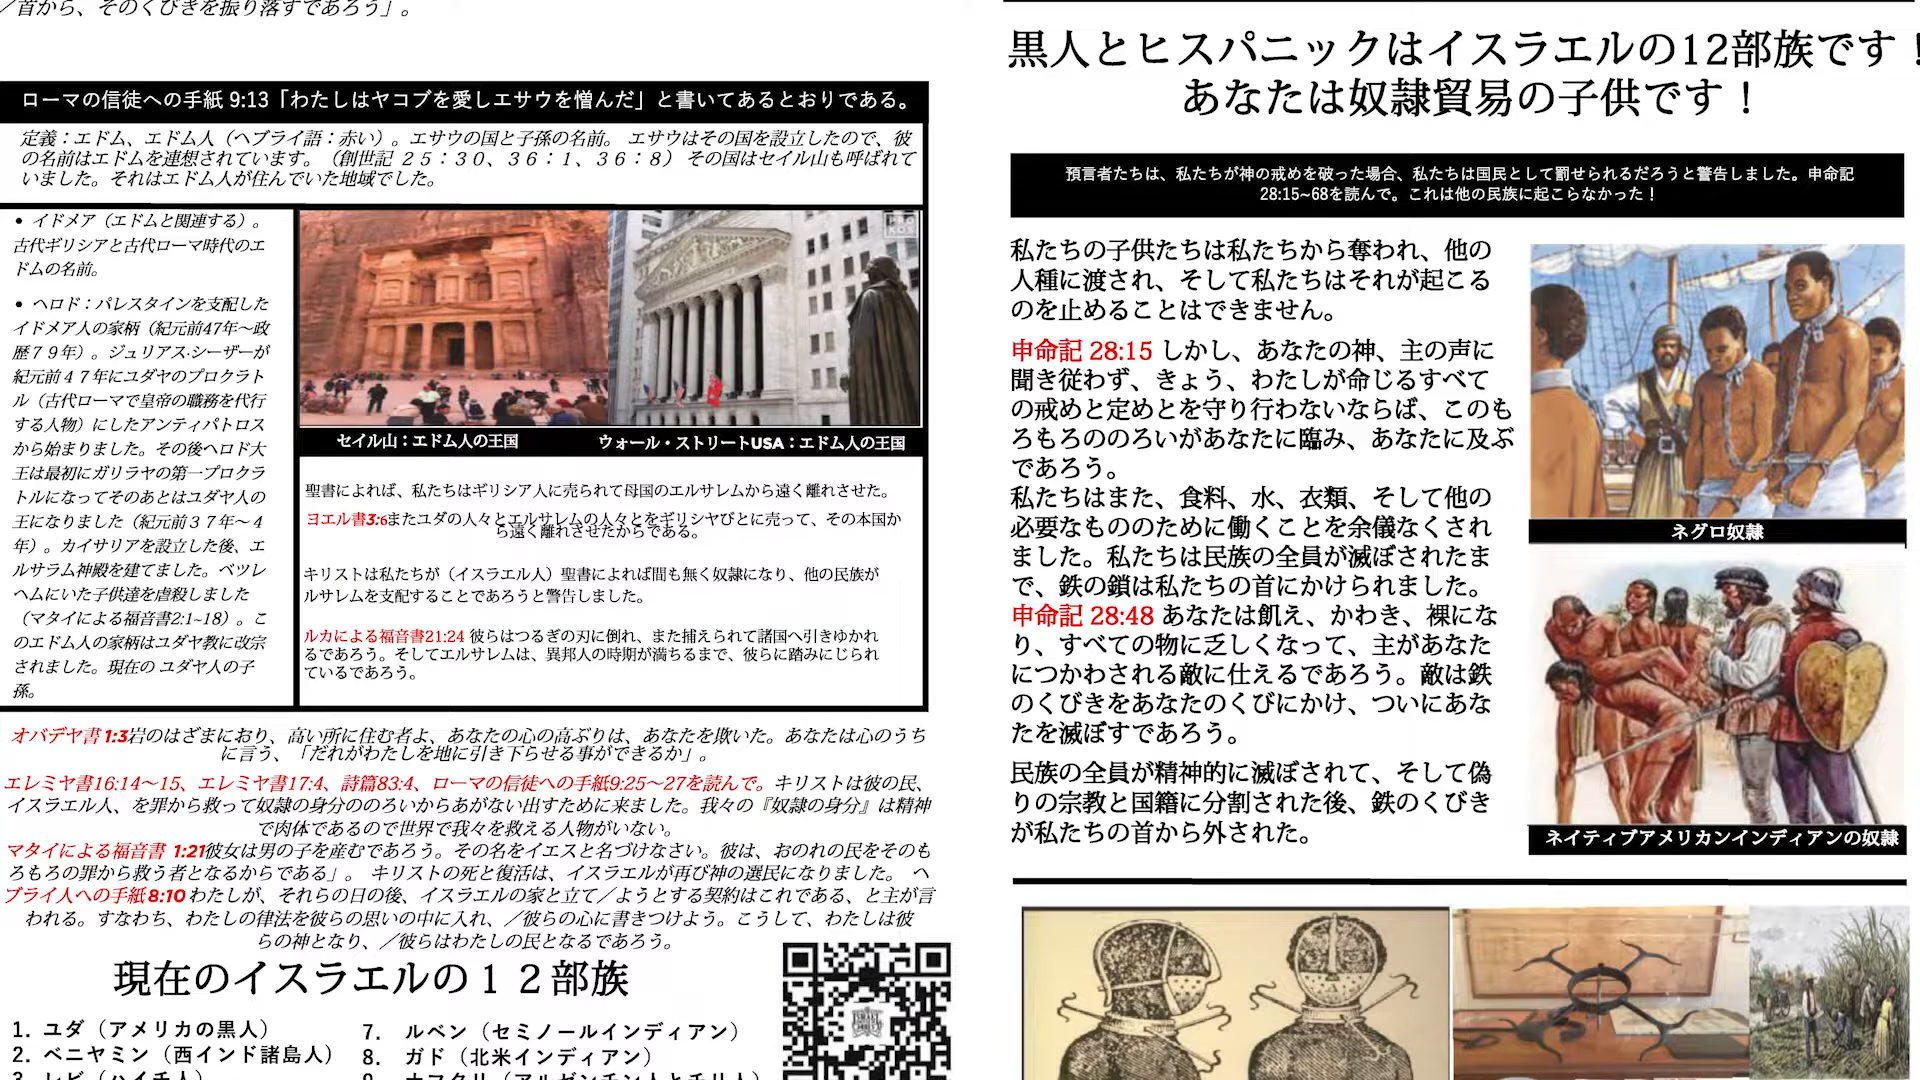 ／首から、そのくびきを振り落すであろう」。
ローマの信徒への手紙 9:13「わたしはヤコブを愛しエサウを憎んだ」と書いてあるとおりである。
定義：エドム、エドム人（ヘブライ語：赤い）。エサウの国と子孫の名前。 エサウはその国を設立したので、彼
の名前はエドムを連想されています。（創世記 ２５：３０、３６：１、３６：８） その国はセイル山も呼ばれて
いました。それはエドム人が住んでいた地域でした。
• イドメア（エドムと関連する）。
古代ギリシアと古代ローマ時代のエ
ドムの名前。
• ヘロド：パレスタインを支配した
イドメア人の家柄（紀元前47年～政
歴７９年）。ジュリアス·シーザーが
紀元前４７年にユダヤのプロクラト
ル（古代ローマで皇帝の職務を代行
する人物）にしたアンティパトロス
から始まりました。その後ヘロド大
王は最初にガリラヤの第一プロクラ
トルになってそのあとはユダヤ人の
王になりました（紀元前３７年～４
年）。カイサリアを設立した後、エ
ルサラム神殿を建てました。ベツレ
ヘムにいた子供達を虐殺しました
（マタイによる福音書2:1~18）。こ
のエドム人の家柄はユダヤ教に改宗
されました。現在の ユダヤ人の子
孫。
セイル山：エドム人の王国
ウォール・ストリートUSA：エドム人の王国
聖書によれば、私たちはギリシア人に売られて母国のエルサレムから遠く離れさせた。
ヨエル書3:6またユダの人々とエルサレムの人々とをギリシヤびとに売って、その本国か
ら遠く離れさせたからである。
キリストは私たちが（イスラエル人）聖書によれば間も無く奴隷になり、他の民族が
ルサレムを支配することであろうと警告しました。
ルカによる福音書21:24 彼らはつるぎの刃に倒れ、また捕えられて諸国へ引きゆかれ
るであろう。そしてエルサレムは、異邦人の時期が満ちるまで、彼らに踏みにじられ
ているであろう。
オバデヤ書 1:3岩のはざまにおり、高い所に住む者よ、あなたの心の高ぶりは、あなたを欺いた。あなたは心のうち
に言う、「だれがわたしを地に引き下らせる事ができるか」。
エレミヤ書16:14～15、エレミヤ書17:4、詩篇83:4、ローマの信徒への手紙9:25～27を読んで。キリストは彼の民、
イスラエル人、を罪から救って奴隷の身分ののろいからあがない出すために来ました。我々の『奴隷の身分』は精神
で肉体であるので世界で我々を救える人物がいない。
マタイによる福音書 1:21彼女は男の子を産むであろう。その名をイエスと名づけなさい。彼は、おのれの民をそのも
ろもろの罪から救う者となるからである」。 キリストの死と復活は、イスラエルが再び神の選民になりました。 ヘ
ブライ人への手紙8:10 わたしが、それらの日の後、イスラエルの家と立て／ようとする契約はこれである、と主が言
われる。すなわち、わたしの律法を彼らの思いの中に入れ、／彼らの心に書きつけよう。こうして、わたしは彼
らの神となり、／彼らはわたしの民となるであろう。
現在のイスラエルの１２部族
1. ユダ（アメリカの黒人）
2. ベニヤミン（西インド諸島人）
3. レビ（ハイチ人）
7. ルベン（セミノールインディアン）
8. ガド（北米インディアン）
9. ナフタリ（アルゼンチン人とチリ人）
黒人とヒスパニックはイスラエルの12部族です！
あなたは奴隷貿易の子供です！
預言者たちは、私たちが神の戒めを破った場合、私たちは国民として罰せられるだろうと警告しました。申命記
28:15~68を読んで。これは他の民族に起こらなかった！
私たちの子供たちは私たちから奪われ、他の
人種に渡され、そして私たちはそれが起こる
のを止めることはできません。
申命記 28:15 しかし、あなたの神、主の声に
聞き従わず、きょう、わたしが命じるすべて
の戒めと定めとを守り行わないならば、このも
ろもろののろいがあなたに臨み、あなたに及ぶ
であろう。
私たちはまた、食料、水、衣類、そして他の
必要なもののために働くことを余儀なくされ
ました。私たちは民族の全員が滅ぼされたま
で、鉄の鎖は私たちの首にかけられました。
申命記 28:48 あなたは飢え、かわき、裸にな
り、すべての物に乏しくなって、主があなた
につかわされる敵に仕えるであろう。敵は鉄
のくびきをあなたのくびにかけ、ついにあな
たを滅ぼすであろう。
民族の全員が精神的に滅ぼされて、そして偽
りの宗教と国籍に分割された後、鉄のくびき
が私たちの首から外された。
ネグロ奴隷
ネイティブアメリカンインディアンの奴隷